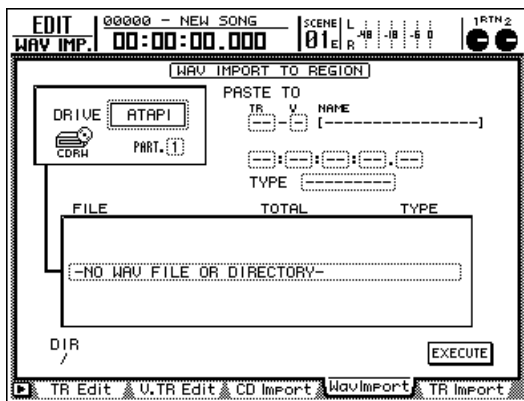 EDIT
WAV IMP.
00000 - NEW SONG
00:00:00.000
SCENE
01E
L
R
-48 -18 -6 0
1 RTN 2
WAV IMPORT TO REGION
DRIVE ATAPI
CDRW
PART. 1
PASTE TO
TR V NAME
-- - - [-----------------]
--:--:--:--.--
TYPE ----------
FILE TOTAL TYPE
-NO WAV FILE OR DIRECTORY-
DIR
/
EXECUTE
TR Edit V.TR Edit CD Import WavImport TR Import